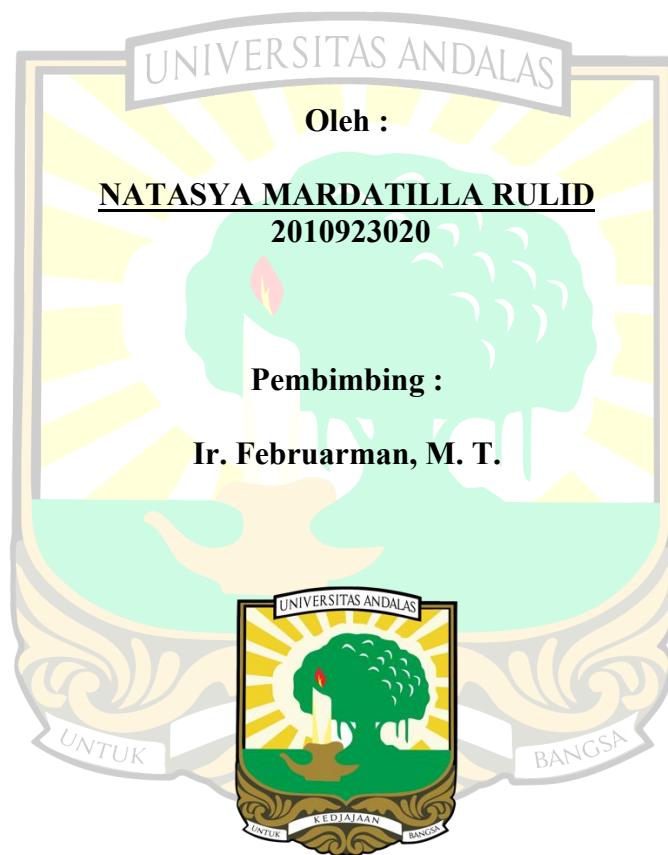 UNIVERSITAS ANDALAS
Oleh :
NATASYA MARDATILLA RULID
2010923020
Pembimbing :
Ir. Februarman, M. T.
UNIVERSITAS ANDALAS
UNTUK BANGSA
UNTUK KEDJAJAAN BANGSA